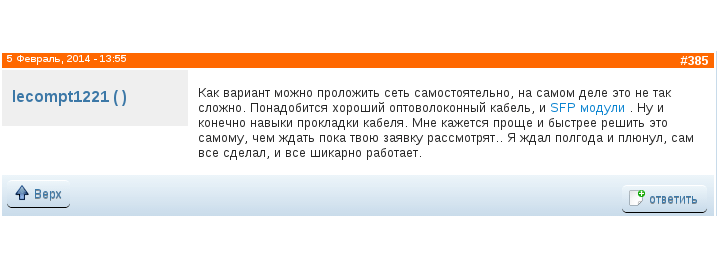 5 Февраль, 2014 - 13:55
#385
lecompt1221 ( )
Как вариант можно проложить сеть самостоятельно, на самом деле это не так
сложно. Понадобится хороший оптоволоконный кабель, и SFP модули . Ну и
конечно навыки прокладки кабеля. Мне кажется проще и быстрее решить это
самому, чем ждать пока твою заявку рассмотрят.. Я ждал полгода и плюнул, сам
все сделал, и все шикарно работает.
Верх
ответить